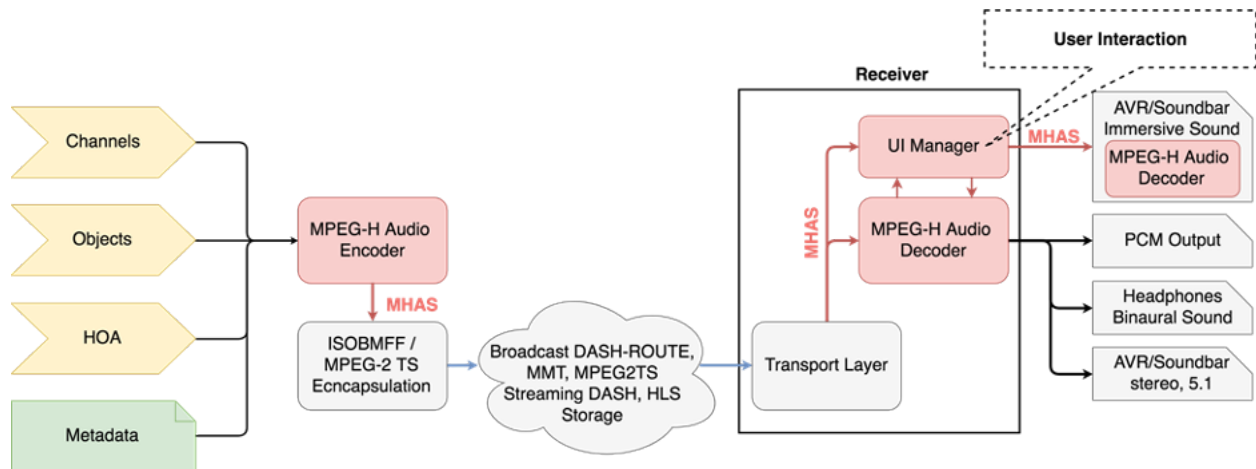 User Interaction
Receiver
Channels
Objects
HOA
Metadata
MPEG-H Audio
Encoder
MHAS
ISOBMFF /
MPEG-2 TS
Ecncapsulation
Broadcast DASH-ROUTE,
MMT, MPEG2TS
Streaming DASH, HLS
Storage
Transport Layer
MHAS
UI Manager
MPEG-H Audio
Decoder
MHAS
AVR/Soundbar
Immersive Sound
MPEG-H Audio
Decoder
PCM Output
Headphones
Binaural Sound
AVR/Soundbar
stereo, 5.1